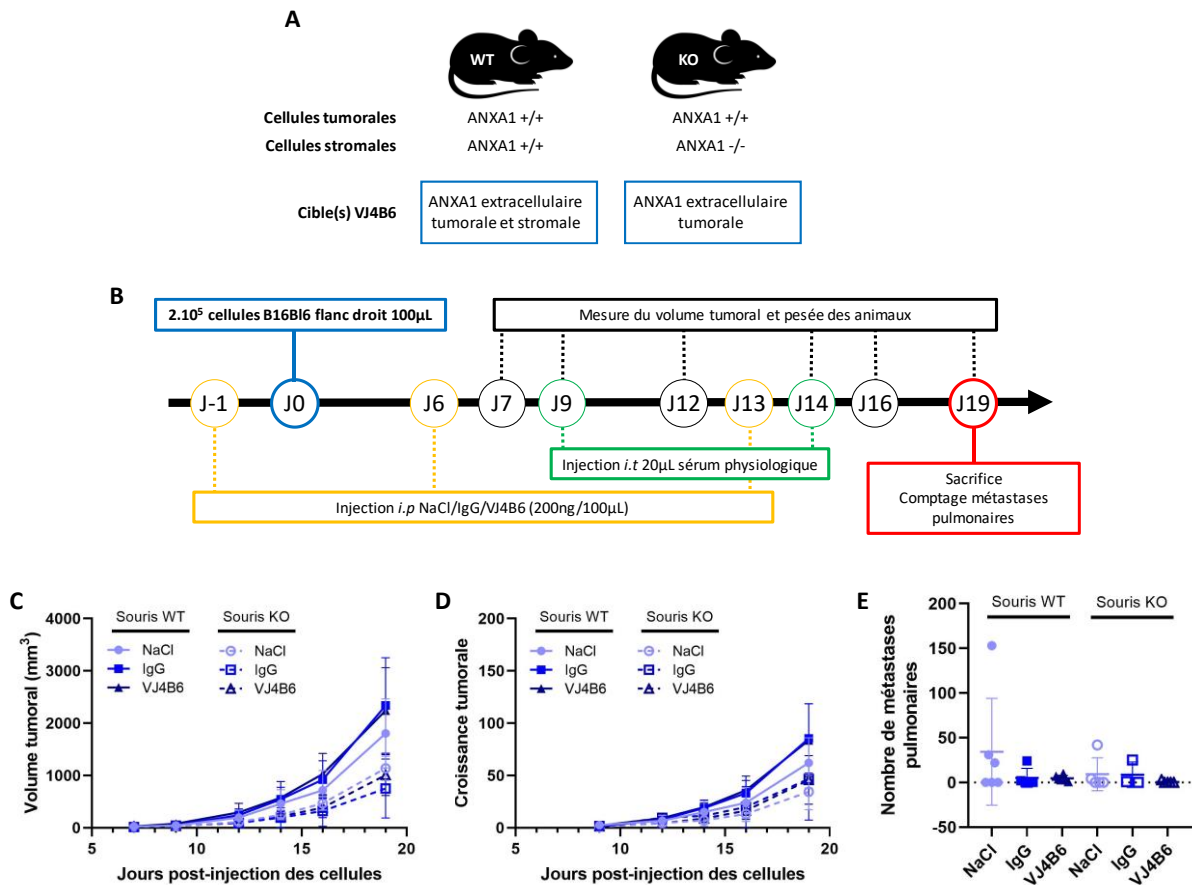 A
WT KO
Cellules tumorales ANXA1 +/+ ANXA1 +/+
Cellules stromales ANXA1 +/+ ANXA1 -/-
Cible(s) VJ4B6
ANXA1 extracellulaire
tumorale et stromale
ANXA1 extracellulaire
tumorale
B
2.10⁵ cellules B16Bl6 flanc droit 100µL
Mesure du volume tumoral et pesée des animaux
J-1 J0 J6 J7 J9 J12 J13 J14 J16 J19
Injection i.t 20µL sérum physiologique
Injection i.p NaCl/IgG/VJ4B6 (200ng/100µL)
Sacrifice
Comptage métastases
pulmonaires
C
Souris WT Souris KO
NaCl NaCl
IgG IgG
VJ4B6 VJ4B6
Volume tumoral (mm³)
4000
3000
2000
1000
0
5 10 15 20
Jours post-injection des cellules
D
Souris WT Souris KO
NaCl NaCl
IgG IgG
VJ4B6 VJ4B6
Croissance tumorale
200
150
100
50
0
5 10 15 20
Jours post-injection des cellules
E
Souris WT Souris KO
Nombre de métastases
pulmonaires
200
150
100
50
0
-50
NaCl IgG VJ4B6 NaCl IgG VJ4B6